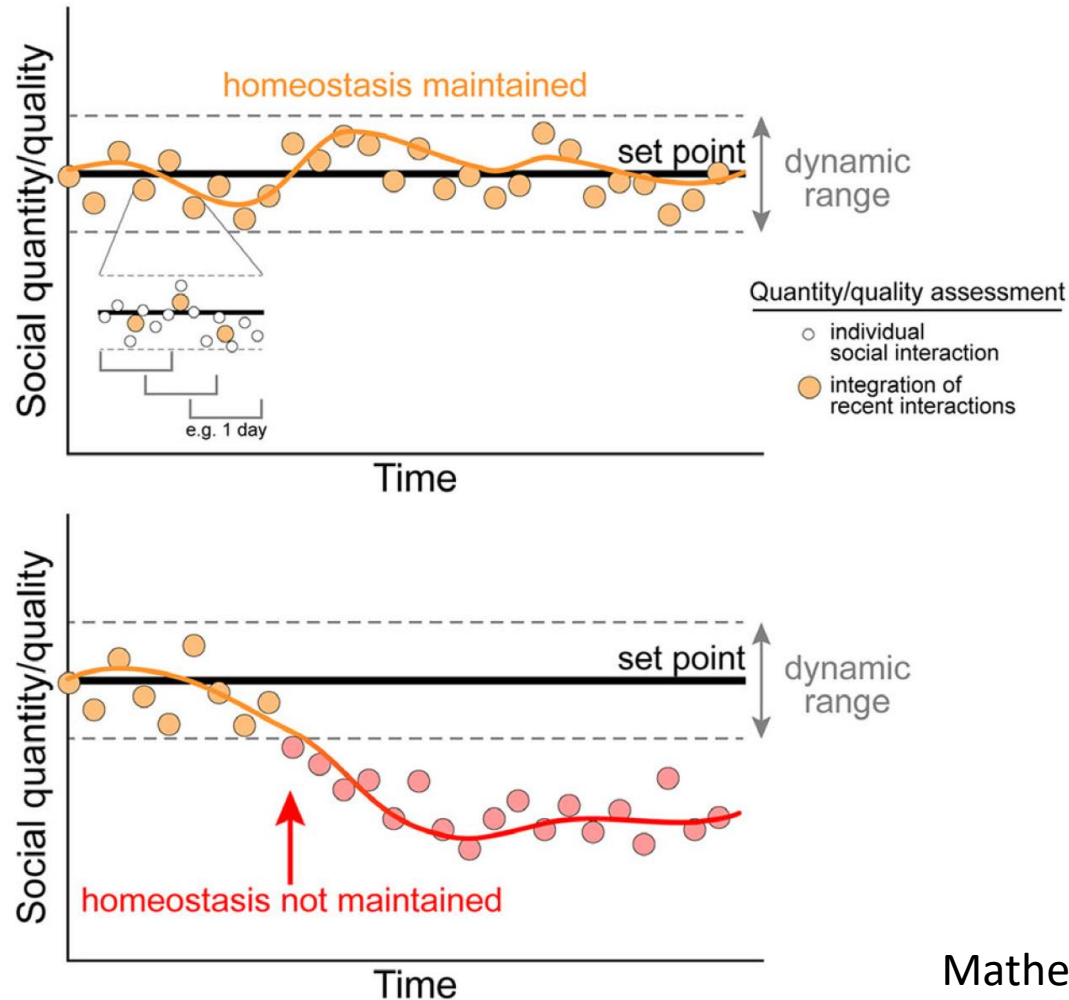 Social quantity/quality
homeostasis maintained
set point
dynamic
range
Quantity/quality assessment
individual
social interaction
integration of
recent interactions
e.g. 1 day
Time
Social quantity/quality
set point
dynamic
range
homeostasis not maintained
Time
Mathe